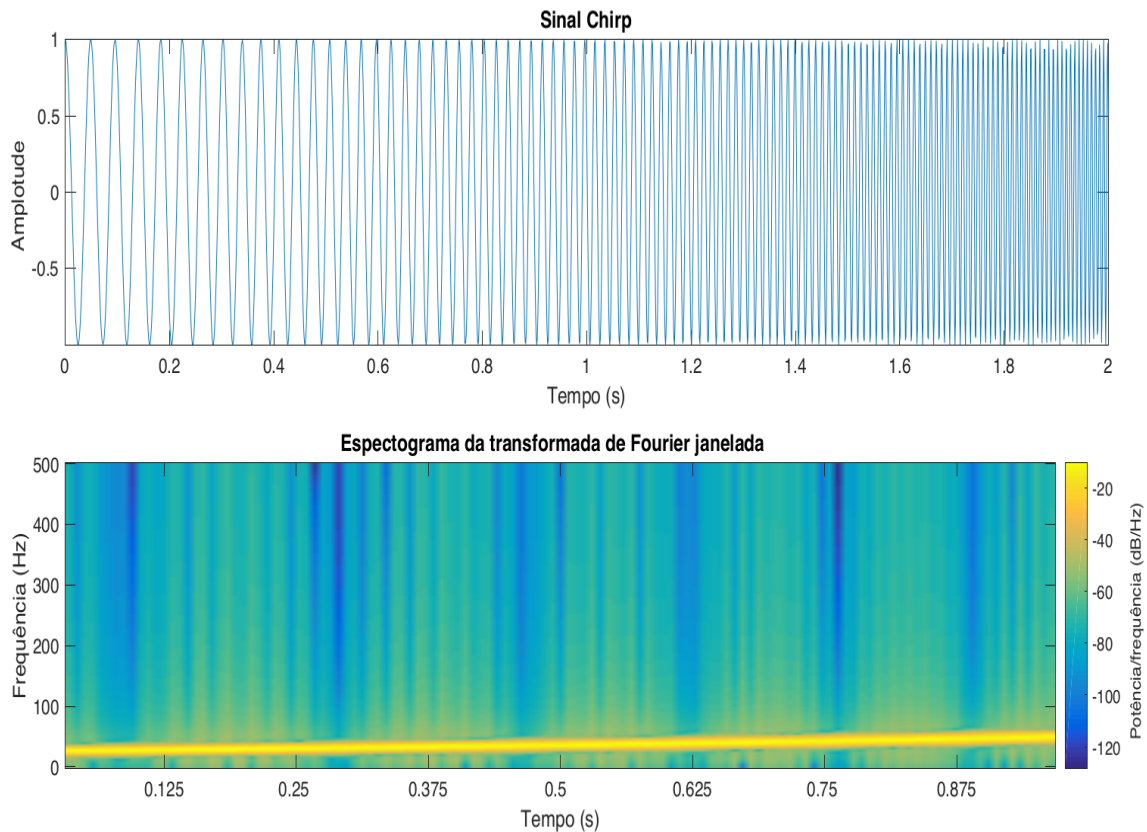 Sinal Chirp
1
0.5
0
-0.5
Amplotude
0 0.2 0.4 0.6 0.8 1 1.2 1.4 1.6 1.8 2
Tempo (s)
Espectograma da transformada de Fourier janelada
500
400
300
200
100
0
Frequência (Hz)
0.125 0.25 0.375 0.5 0.625 0.75 0.875
Tempo (s)
-20
-40
-60
-80
-100
-120
Potência/frequência (dB/Hz)